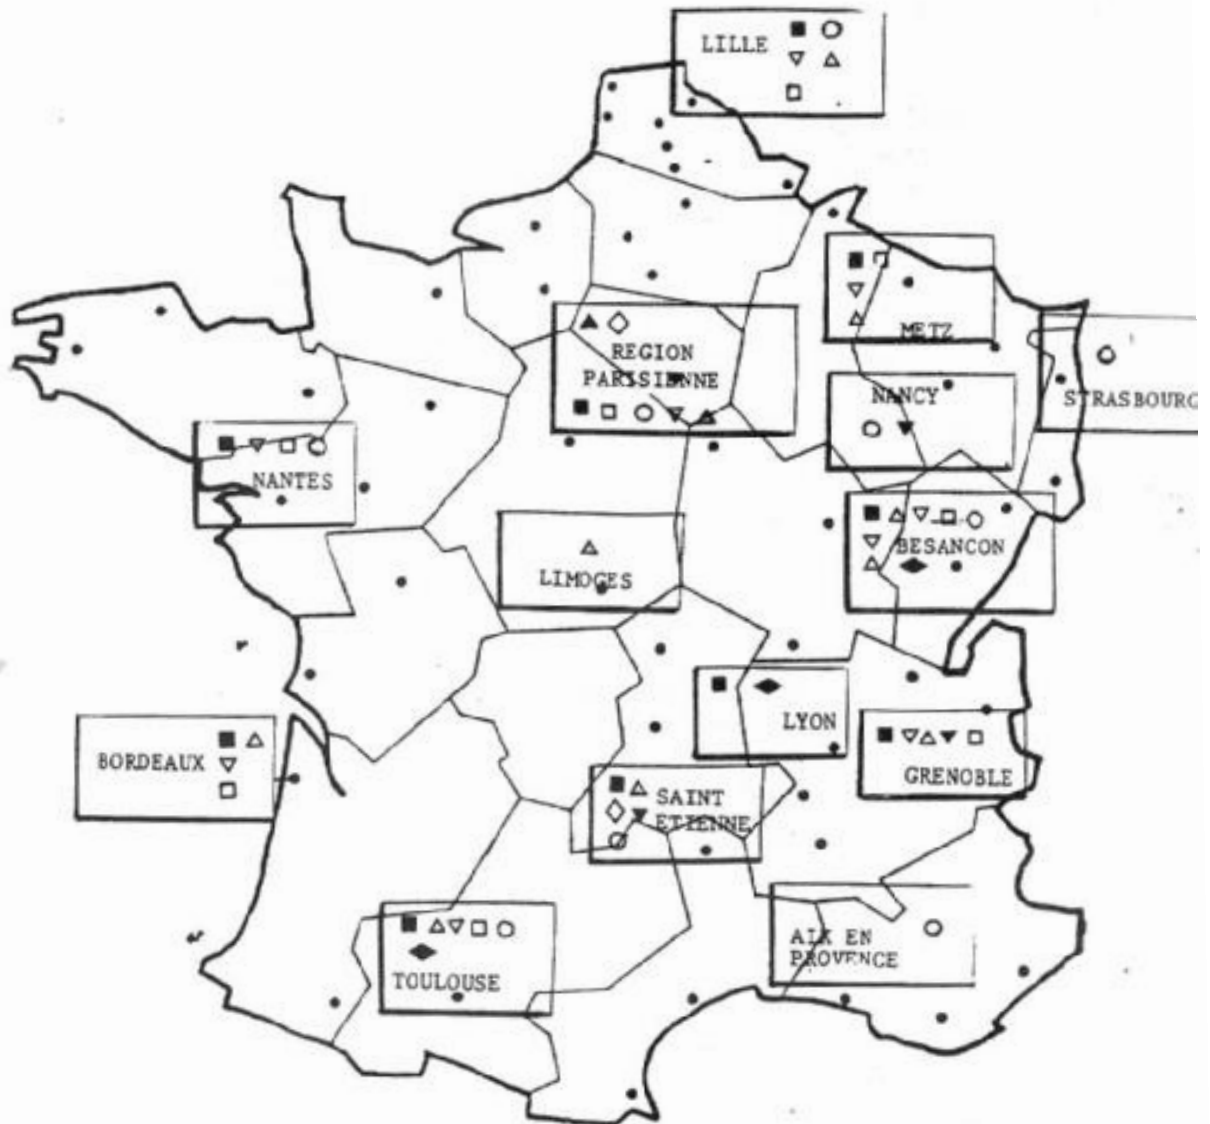 LILLE
REGION
PARISIENNE
METZ
NANCY
STRASBOURG
NANTES
LIMOGES
BESANCON
BORDEAUX
LYON
GRENOBLE
SAINT
ETIENNE
TOULOUSE
AIX EN
PROVENCE